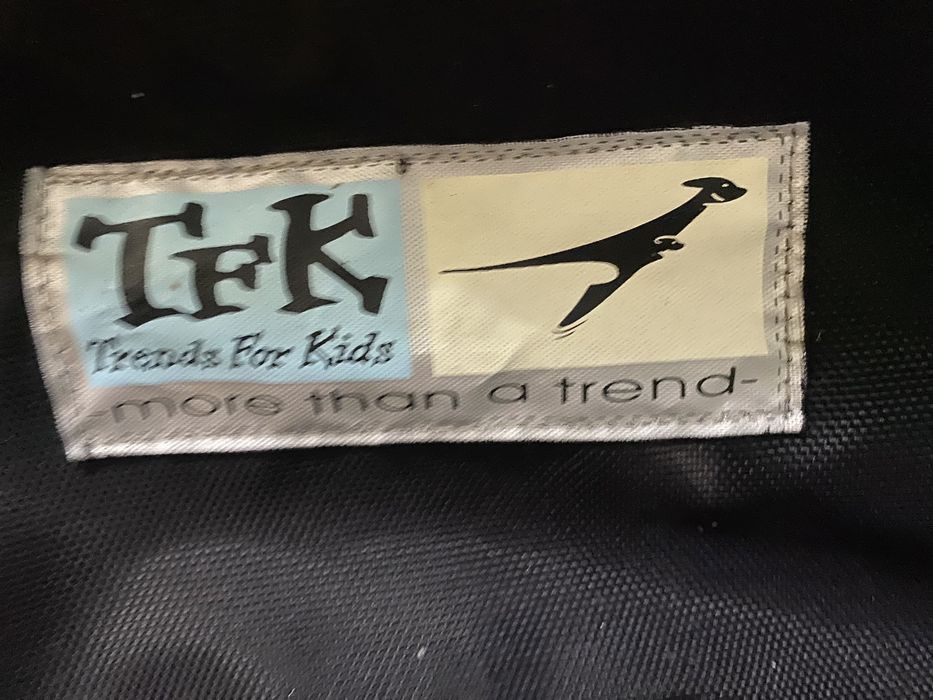 TFK
Trends For Kids
-more than a trend-